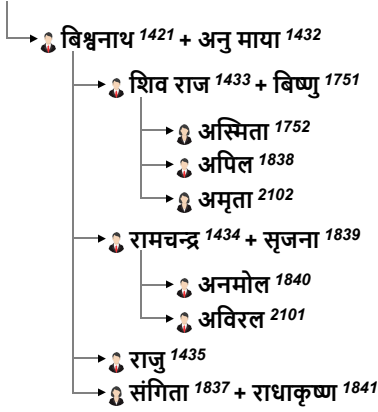 बिश्वनाथ 1421 + अनु माया 1432
शिव राज 1433 + बिष्णु 1751
अस्मिता 1752
अपिल 1838
अमृता 2102
रामचन्द्र 1434 + सृजना 1839
अनमोल 1840
अविरल 2101
राजु 1435
संगिता 1837 + राधाकृष्ण 1841